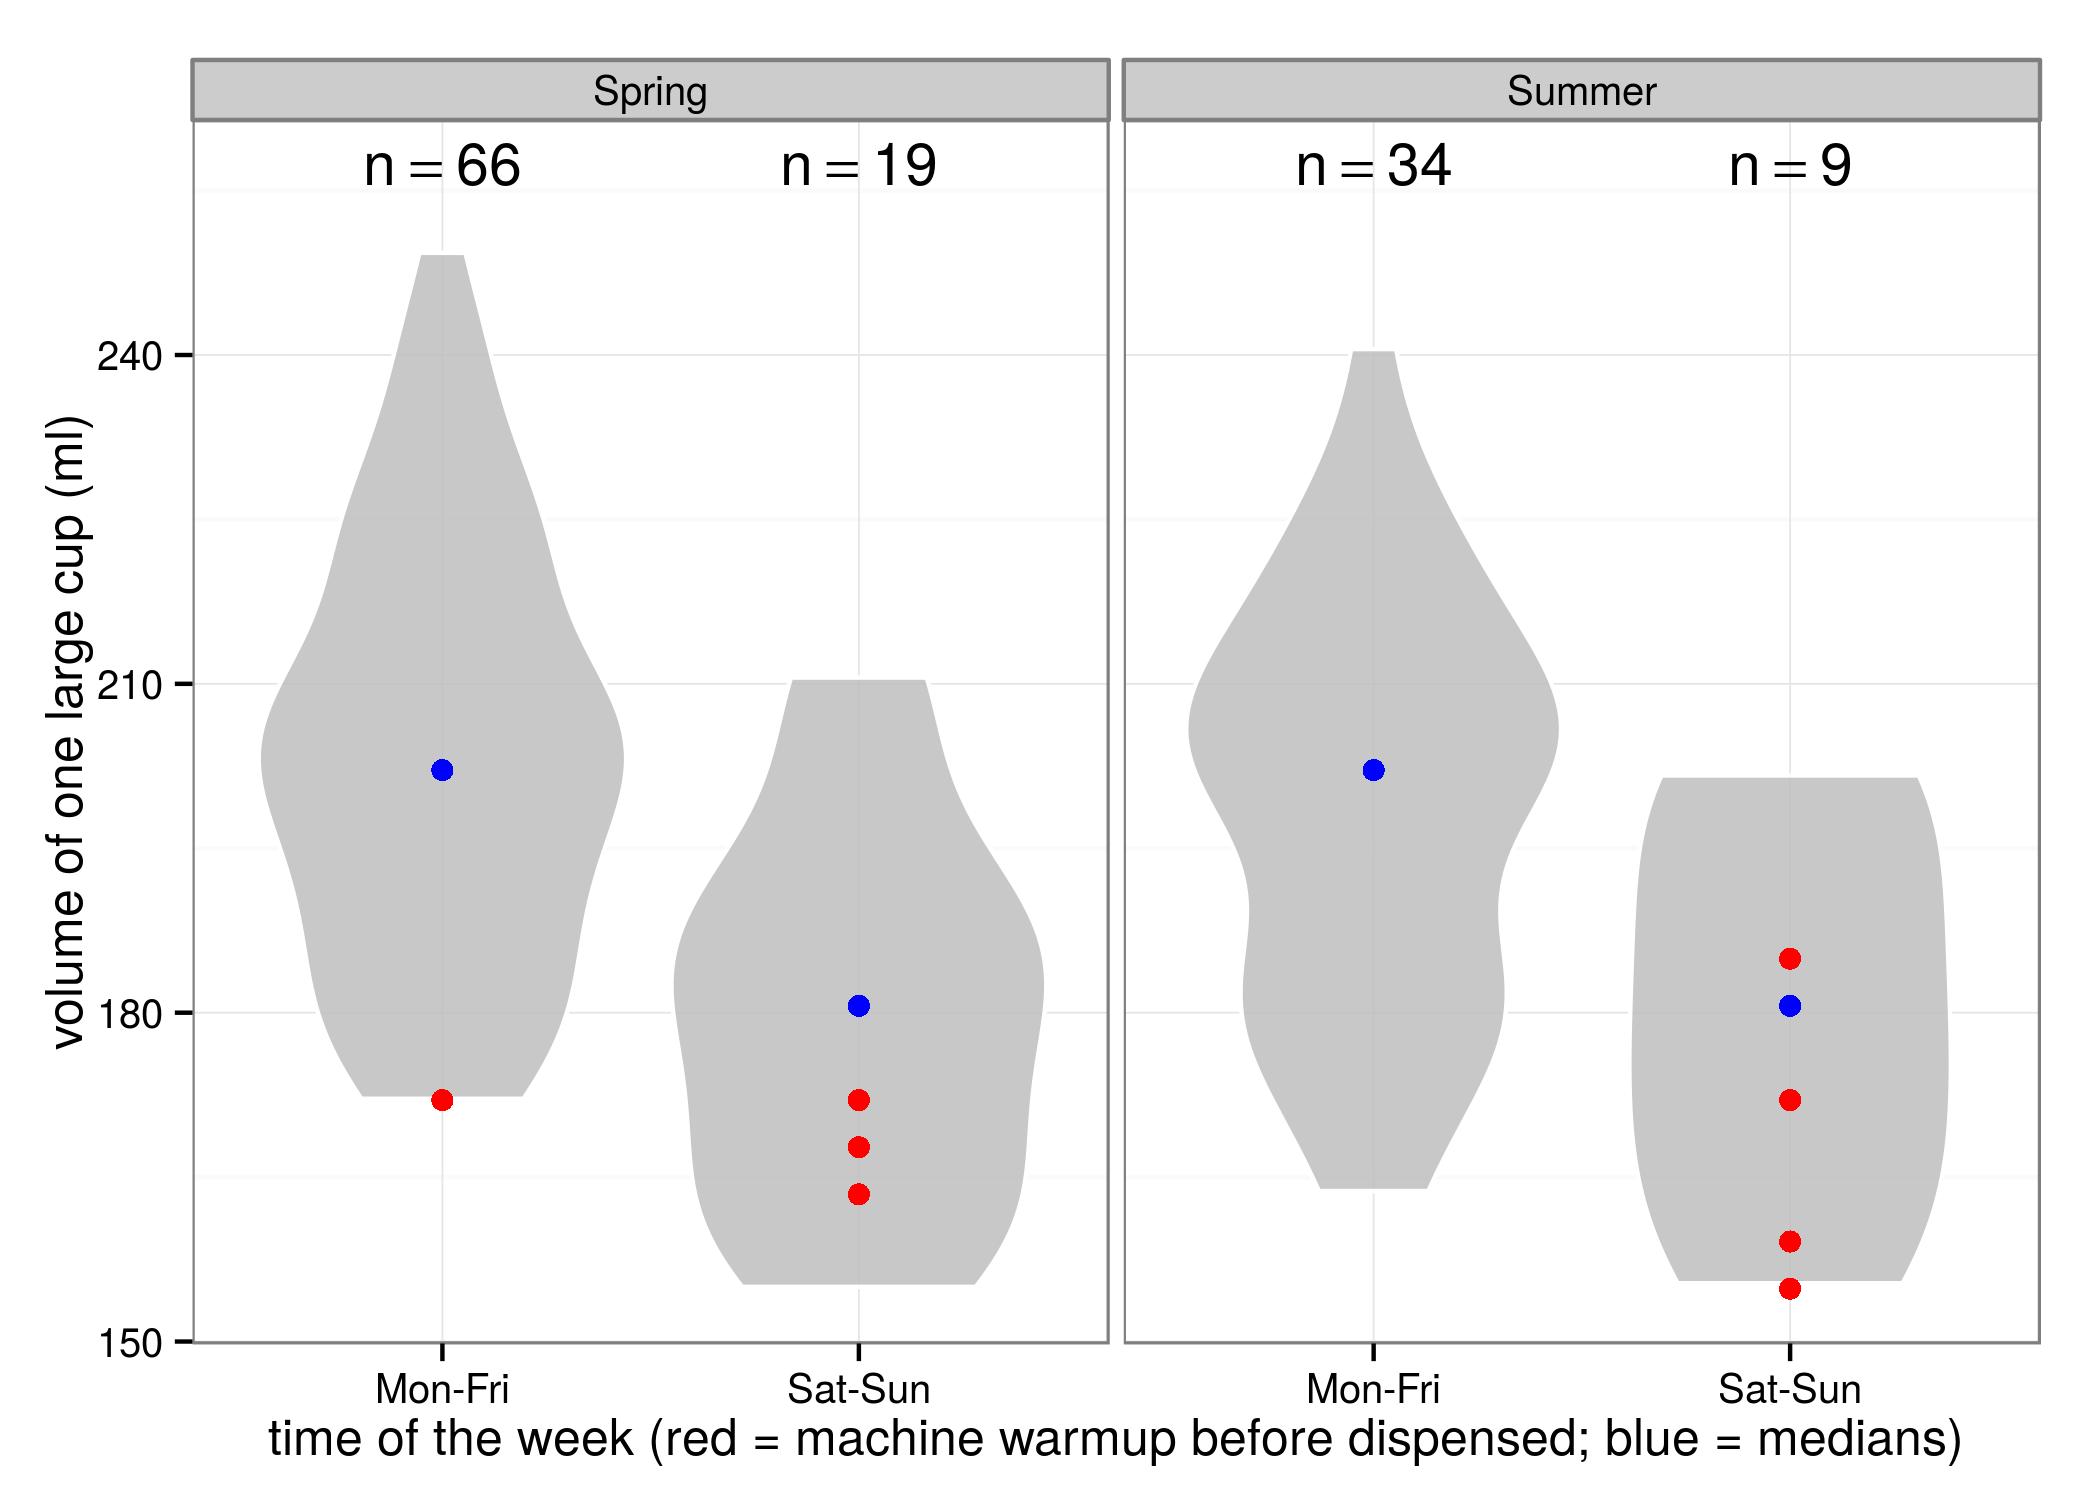 Spring
Summer
n = 66
n = 19
n = 34
n = 9
volume of one large cup (ml)
240
210
180
150
Mon-Fri
Sat-Sun
Mon-Fri
Sat-Sun
time of the week (red = machine warmup before dispensed; blue = medians)